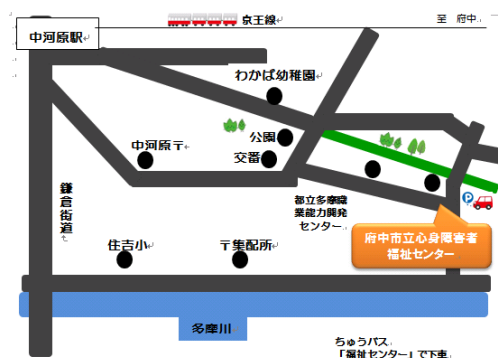 京王線
至 府中
中河原駅
わかば幼稚園
公園
中河原〒
交番
鎌倉街道
都立多摩職
業能力開発
センター
府中市立心身障害者
福祉センター
住吉小
〒集配所
多摩川
ちゅうバス
「福祉センター」で下車